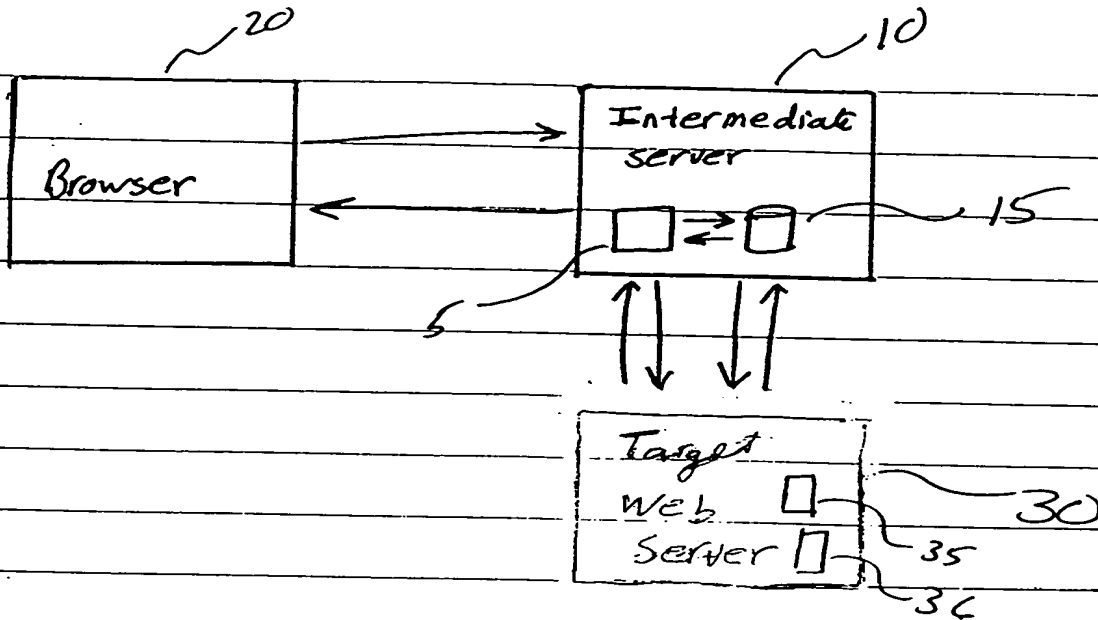 20
10
Browser
Intermediate
server
15
5
Target
Web
Server
30
35
36